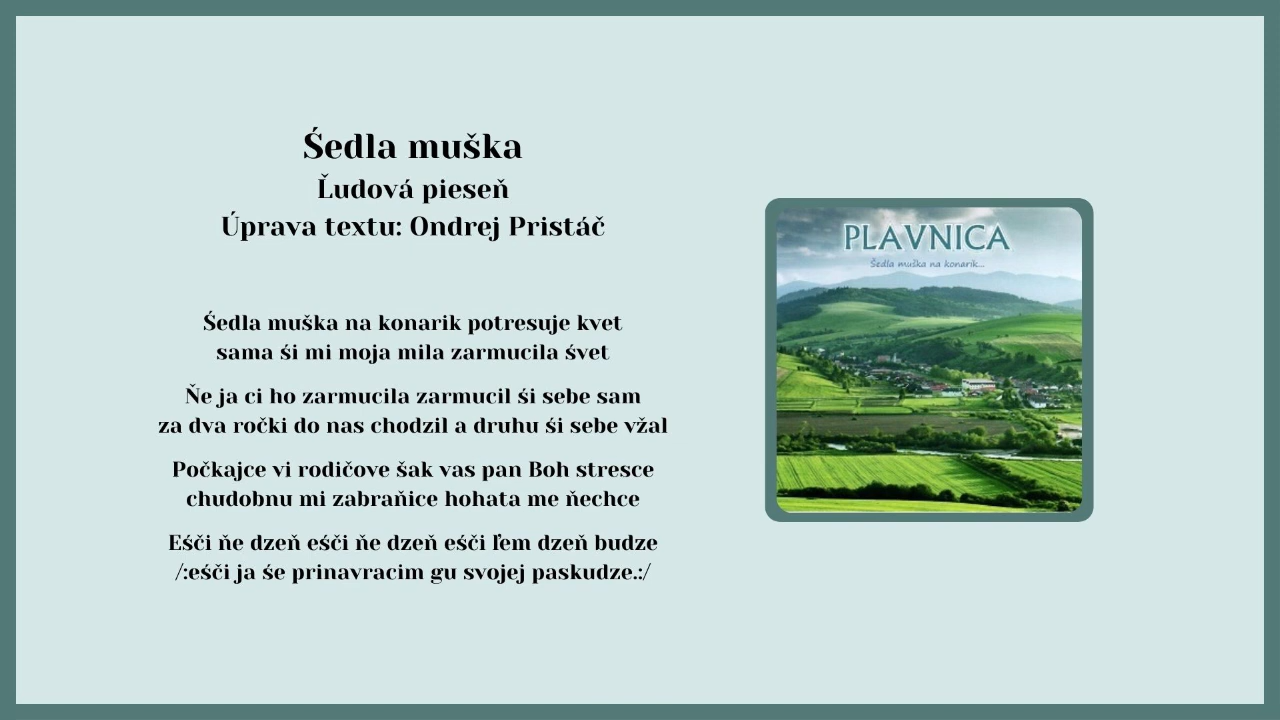 Śedla muška
Ľudová pieseň
Úprava textu: Ondrej Pristáč
Śedla muška na konarik potresuje kvet
sama śi mi moja mila zarmucila śvet
Ňe ja ci ho zarmucila zarmucil śi sebe sam
za dva ročki do nas chodzil a druhu śi sebe vžal
Počkajce vi rodičove šak vas pan Boh stresce
chudobnu mi zabraňice hohata me ňechce
Eśči ňe dzeň eśči ňe dzeň eśči ľem dzeň budze
/:eśči ja śe prinavracim gu svojej paskudze.:/
PLAVNICA
Šedla muška na konarik...